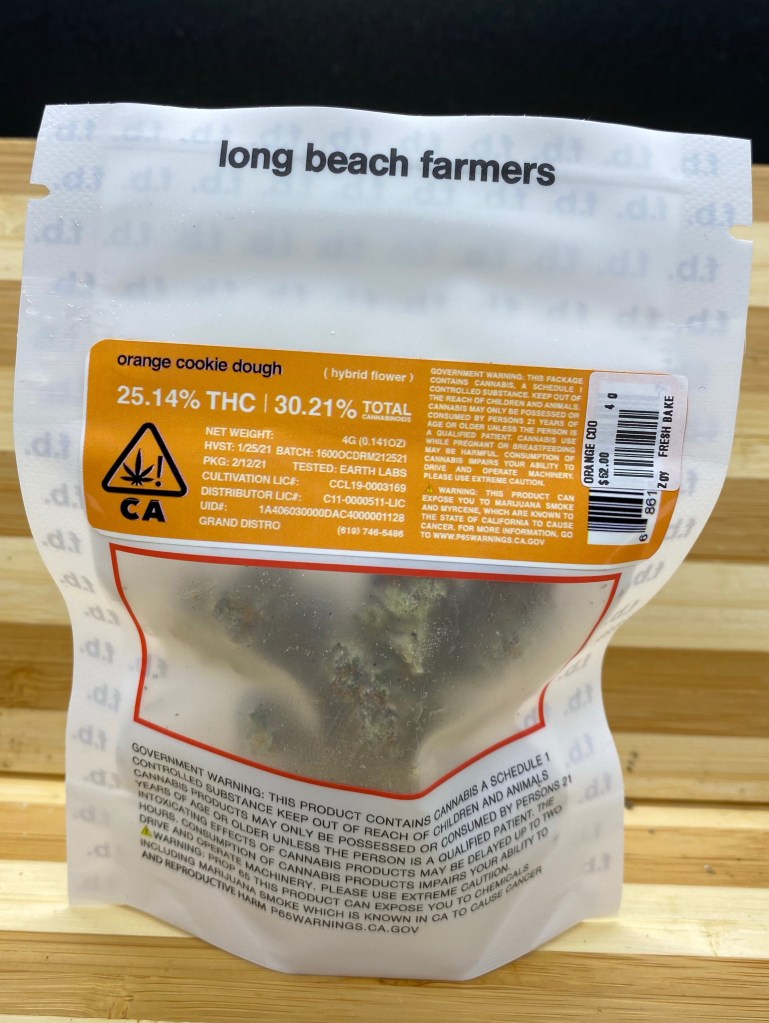 long beach farmers
orange cookie dough
( hybrid flower )
25.14% THC | 30.21% TOTAL
CANNABINOIDS
NET WEIGHT: 4G (0.141OZ)
HVST: 1/25/21 BATCH: 1600OCDRM212521
PKG: 2/12/21 TESTED: EARTH LABS
CULTIVATION LIC#: CCL19-0003169
DISTRIBUTOR LIC#: C11-0000511-LIC
UID#: 1A406030000DAC4000001128
GRAND DISTRO (619) 746-5486
CA
GOVERNMENT WARNING: THIS PACKAGE
CONTAINS CANNABIS, A SCHEDULE I
CONTROLLED SUBSTANCE. KEEP OUT OF
THE REACH OF CHILDREN AND ANIMALS.
CANNABIS MAY ONLY BE POSSESSED OR
CONSUMED BY PERSONS 21 YEARS OF
AGE OR OLDER UNLESS THE PERSON IS
A QUALIFIED PATIENT. CANNABIS USE
WHILE PREGNANT OR BREASTFEEDING
MAY BE HARMFUL. CONSUMPTION OF
CANNABIS IMPAIRS YOUR ABILITY TO
DRIVE AND OPERATE MACHINERY.
PLEASE USE EXTREME CAUTION.
WARNING: THIS PRODUCT CAN
EXPOSE YOU TO MARIJUANA SMOKE
AND MYRCENE, WHICH ARE KNOWN TO
THE STATE OF CALIFORNIA TO CAUSE
CANCER. FOR MORE INFORMATION, GO
TO WWW.P65WARNINGS.CA.GOV
ORANGE COO 4 0
$62.00
6 861
FRESH BAKE
GOVERNMENT WARNING: THIS PRODUCT CONTAINS CANNABIS A SCHEDULE 1
CONTROLLED SUBSTANCE KEEP OUT OF REACH OF CHILDREN AND ANIMALS
CANNABIS PRODUCTS MAY ONLY BE POSSESSED OR CONSUMED BY PERSONS 21
YEARS OF AGE OR OLDER UNLESS THE PERSON IS A QUALIFIED PATIENT. THE
INTOXICATING EFFECTS OF CANNABIS PRODUCTS MAY BE DELAYED UP TO TWO
HOURS. CONSUMPTION OF CANNABIS PRODUCTS IMPAIRS YOUR ABILITY TO
DRIVE AND OPERATE MACHINERY. PLEASE USE EXTREME CAUTIION.
WARNING: PROP 65 THIS PRODUCT CAN EXPOSE YOU TO CHEMICALS
INCLUDING MARIJUANA SMOKE WHICH IS KNOWN IN CA TO CAUSE CANCER
AND REPRODUCTIVE HARM P65WARNINGS.CA.GOV